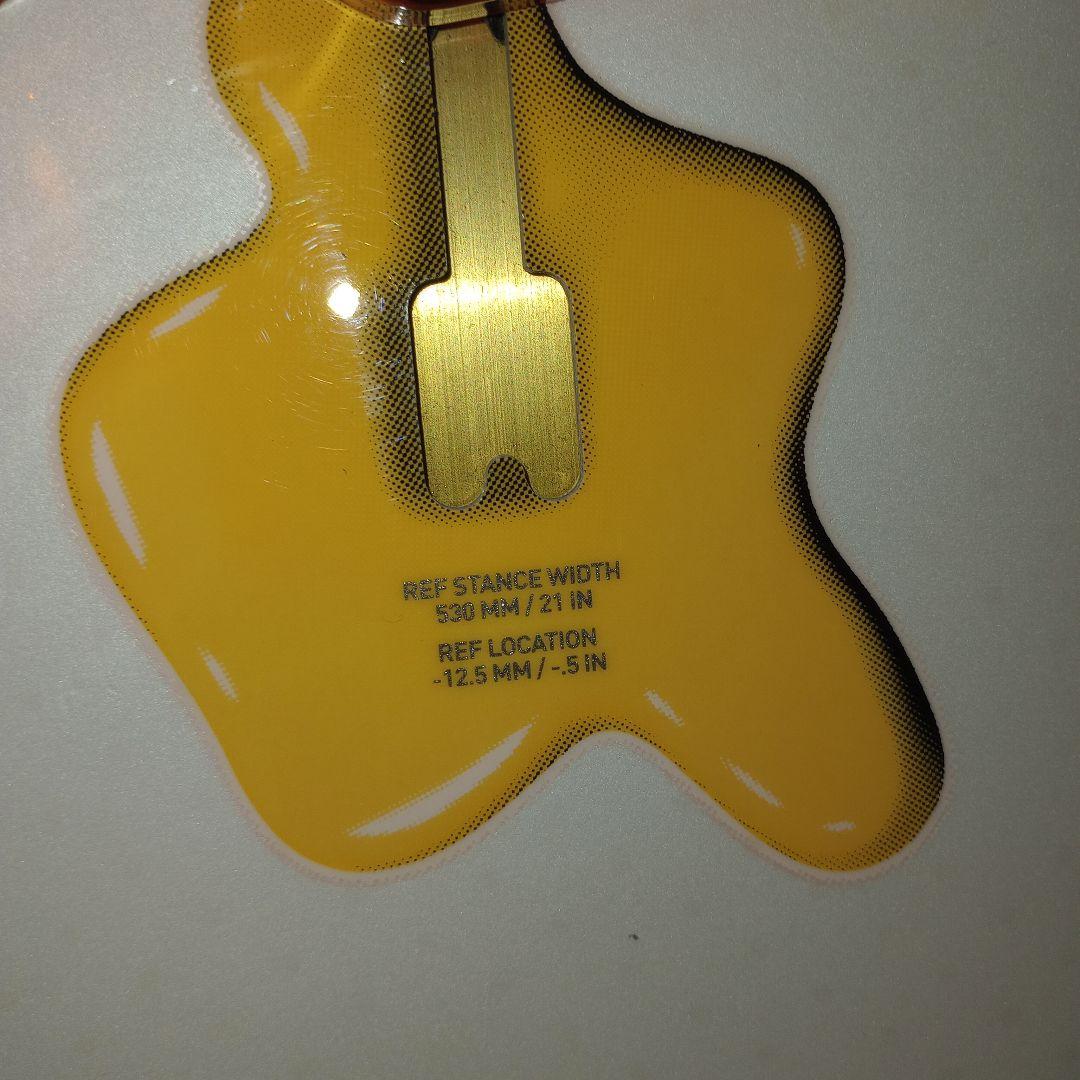 REF STANCE WIDTH
530 MM / 21 IN
REF LOCATION
-12.5 MM / -.5 IN